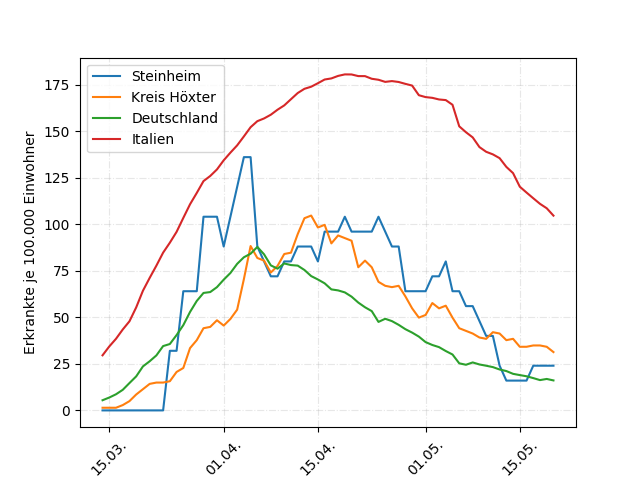 Steinheim
Kreis Höxter
Deutschland
Italien
Erkrankte je 100.000 Einwohner
175
150
125
100
75
50
25
0
15.03.
01.04.
15.04.
01.05.
15.05.